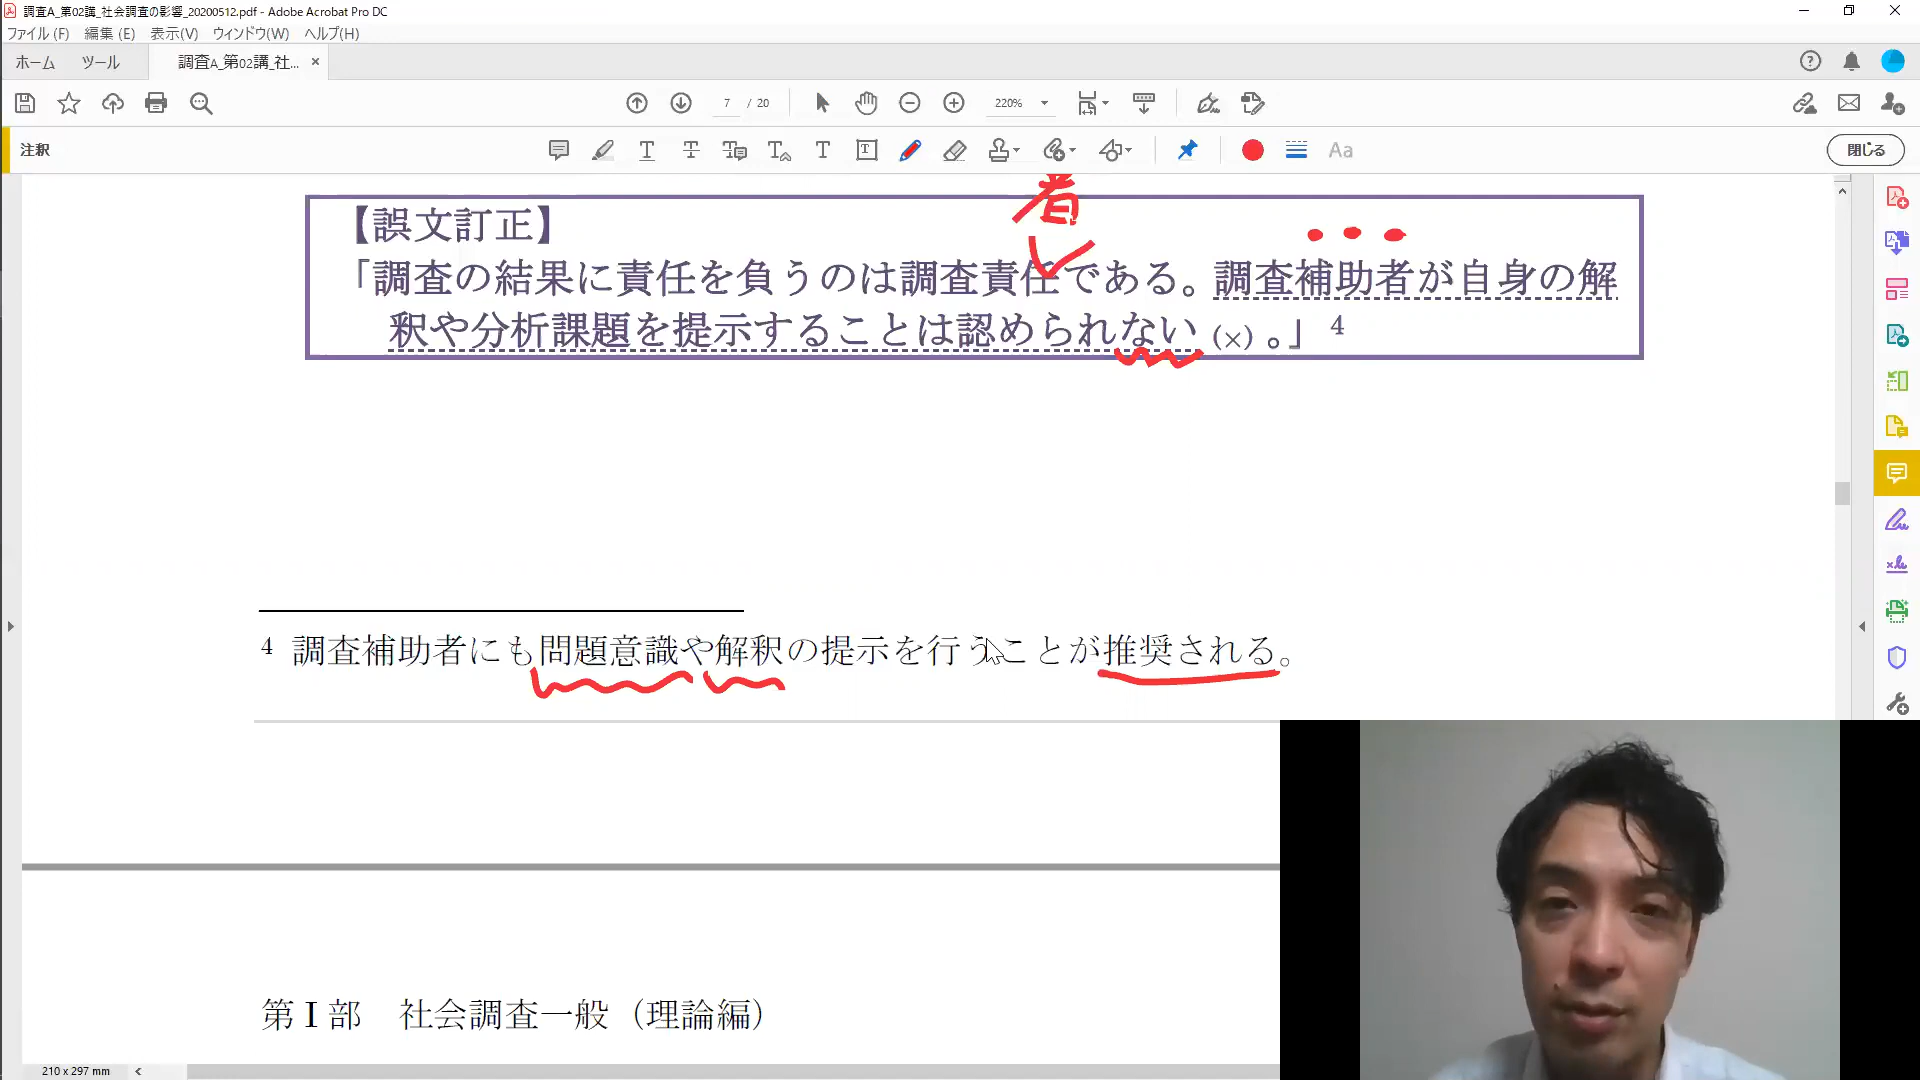 調査A_第02講_社会調査の影響_20200512.pdf - Adobe Acrobat Pro DC
ファイル(F) 編集(E) 表示(V) ウィンドウ(W) ヘルプ(H)
ホーム ツール 調査A_第02講_社... ×
7 / 20 220%
注釈 Aa 閉じる
者
【誤文訂正】
「調査の結果に責任を負うのは調査責任である。調査補助者が自身の解
釈や分析課題を提示することは認められない(×)。」4
4 調査補助者にも問題意識や解釈の提示を行うことが推奨される。
第Ⅰ部 社会調査一般(理論編)
210 x 297 mm